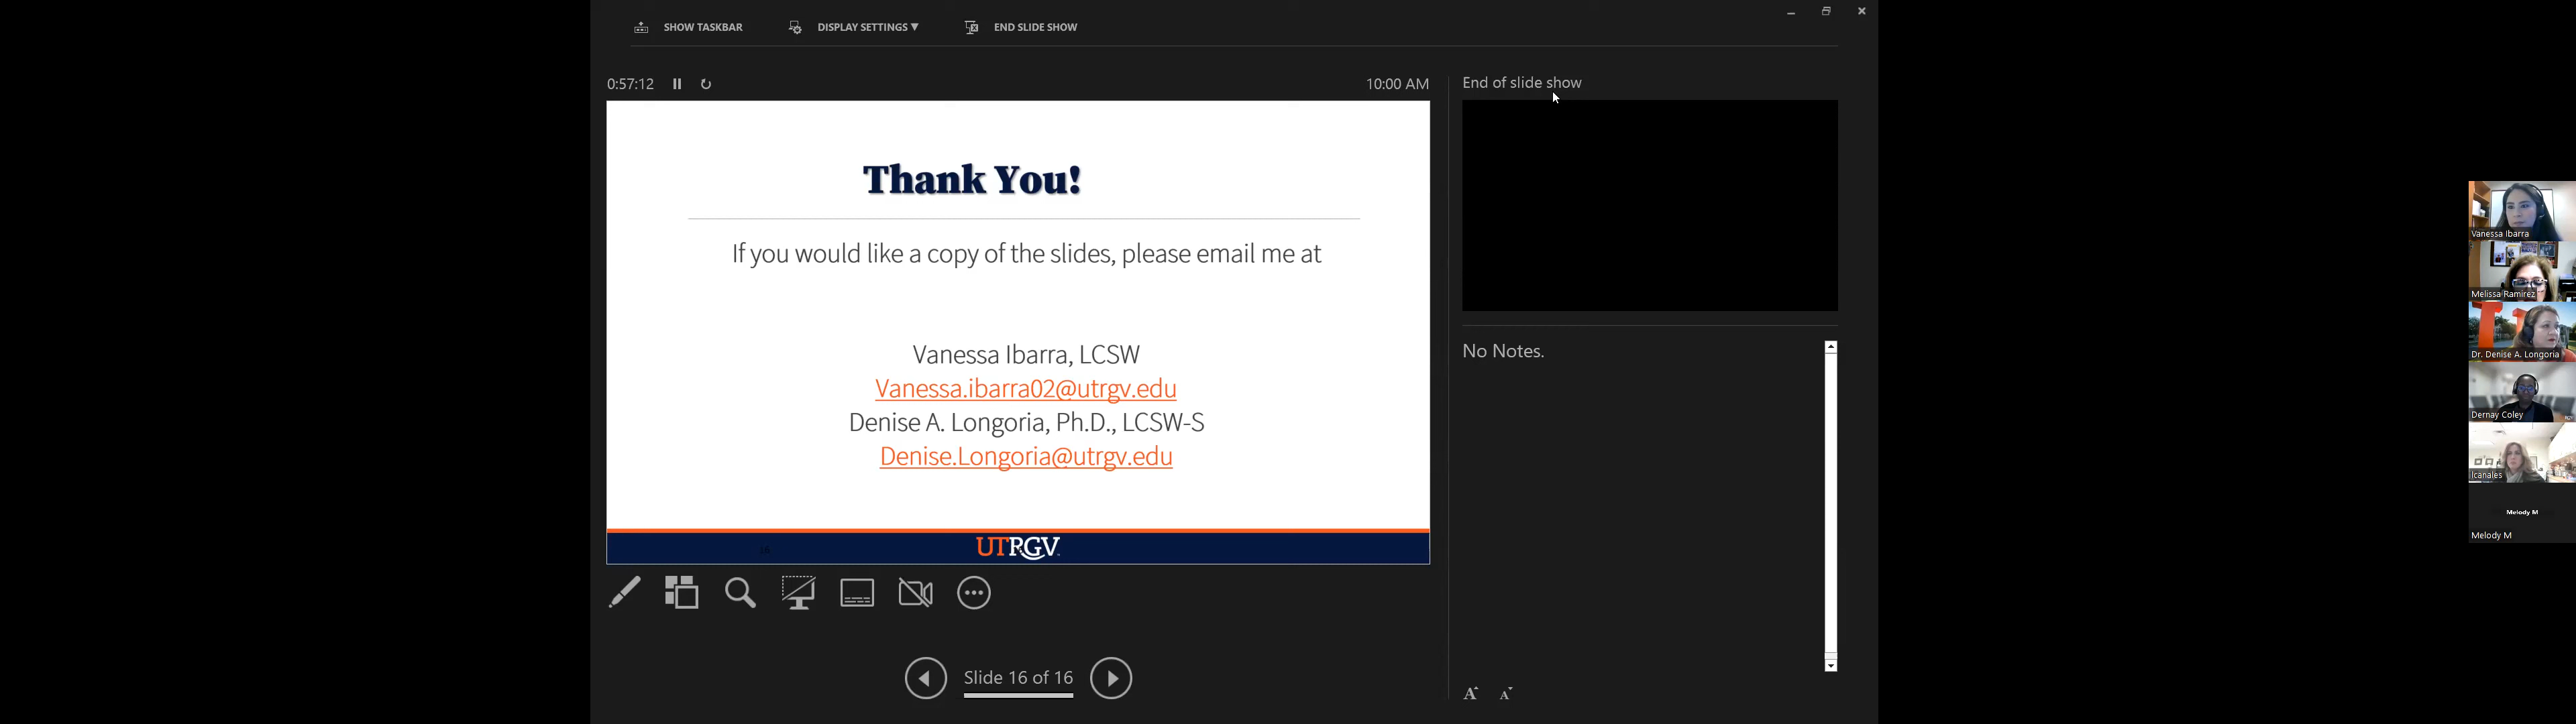 SHOW TASKBAR
DISPLAY SETTINGS ▼
END SLIDE SHOW
0:57:12
10:00 AM
Thank You!
If you would like a copy of the slides, please email me at
Vanessa Ibarra, LCSW
Vanessa.ibarra02@utrgv.edu
Denise A. Longoria, Ph.D., LCSW-S
Denise.Longoria@utrgv.edu
16
UTRGV
Slide 16 of 16
End of slide show
No Notes.
A
A
Vanessa Ibarra
Melissa Ramirez
Dr. Denise A. Longoria
Dernay Coley
lcanales
Melody M
Melody M